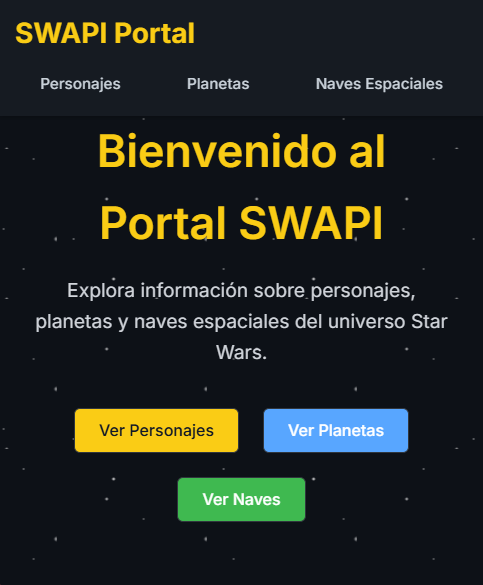 SWAPI Portal
Personajes Planetas Naves Espaciales
Bienvenido al
Portal SWAPI
Explora información sobre personajes,
planetas y naves espaciales del universo Star
Wars.
Ver Personajes Ver Planetas
Ver Naves